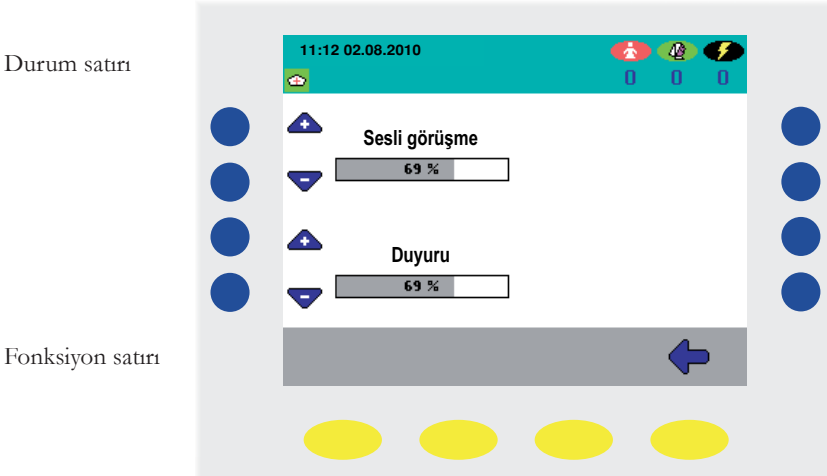 Durum satırı
11:12 02.08.2010
0 0 0
Sesli görüşme
69 %
Duyuru
69 %
Fonksiyon satırı